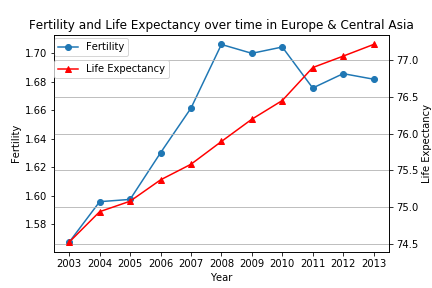 Fertility and Life Expectancy over time in Europe & Central Asia
Fertility
Life Expectancy
1.70
1.68
1.66
1.64
1.62
1.60
1.58
Fertility
77.0
76.5
76.0
75.5
75.0
74.5
Life Expectancy
2003 2004 2005 2006 2007 2008 2009 2010 2011 2012 2013
Year